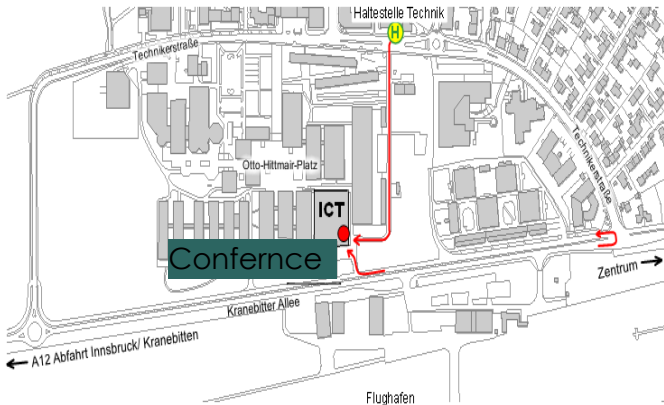 Haltestelle Technik
H
Technikerstraße
Otto-Hittmair-Platz
Technikerstraße
ICT
Confernce
Zentrum
Kranebitter Allee
A12 Abfahrt Innsbruck/ Kranebitten
Flughafen